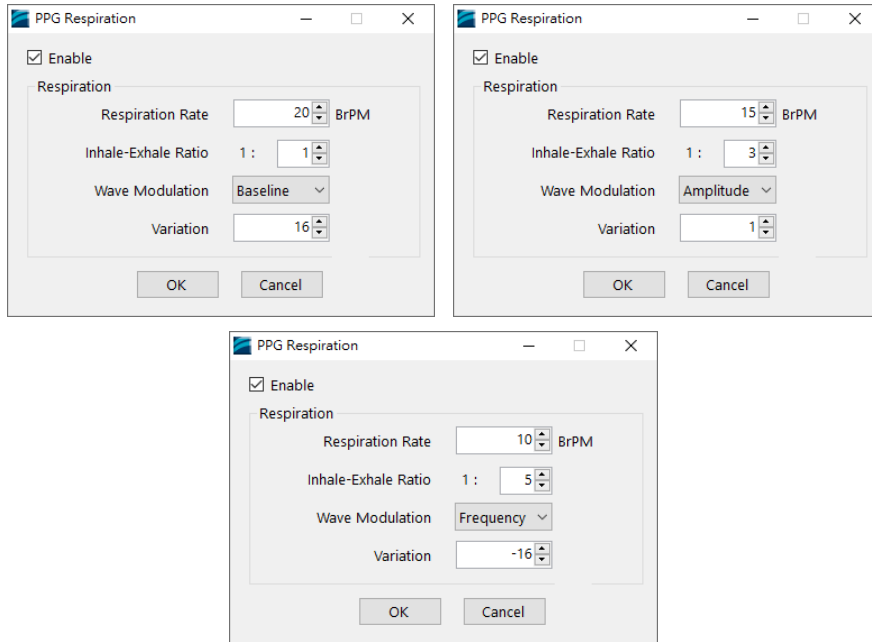 PPG Respiration
Enable
Respiration
Respiration Rate 20 BrPM
Inhale-Exhale Ratio 1 : 1
Wave Modulation Baseline
Variation 16
OK Cancel
PPG Respiration
Enable
Respiration
Respiration Rate 15 BrPM
Inhale-Exhale Ratio 1 : 3
Wave Modulation Amplitude
Variation 1
OK Cancel
PPG Respiration
Enable
Respiration
Respiration Rate 10 BrPM
Inhale-Exhale Ratio 1 : 5
Wave Modulation Frequency
Variation -16
OK Cancel